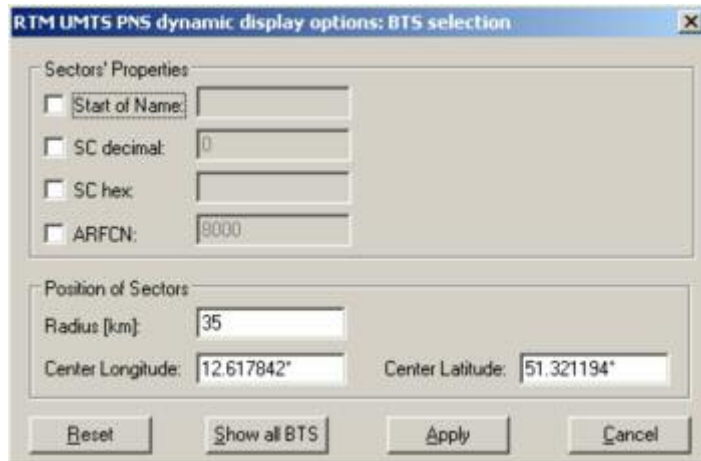 RTM UMTS PNS dynamic display options: BTS selection
Sectors' Properties
Start of Name:
SC decimal: 0
SC hex:
ARFCN: 8000
Position of Sectors
Radius [km]: 35
Center Longitude: 12.617842° Center Latitude: 51.321194°
Reset Show all BTS Apply Cancel